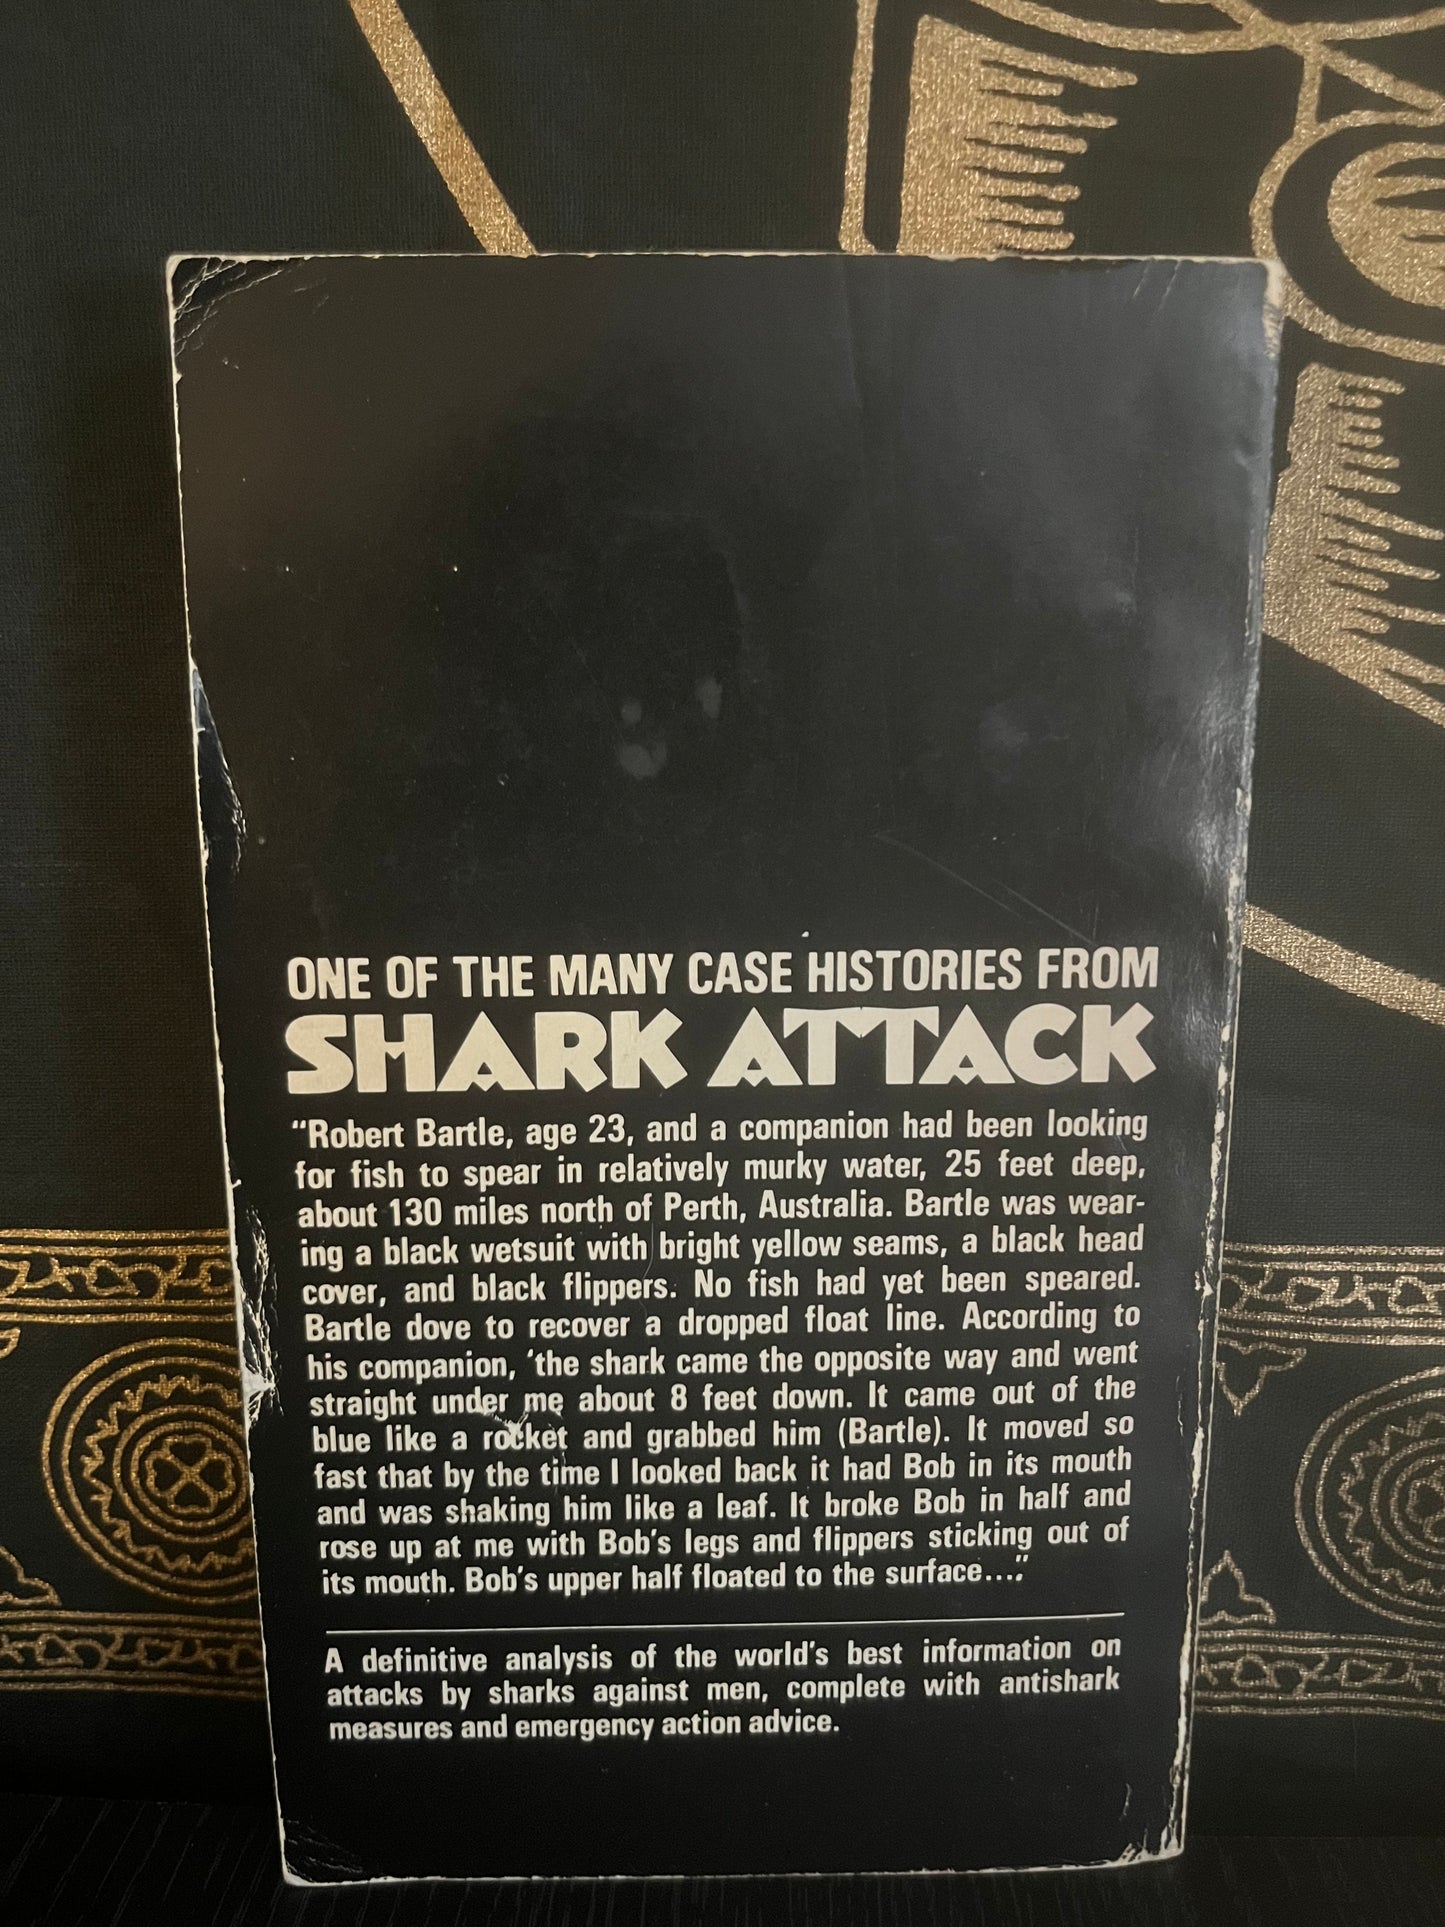 ONE OF THE MANY CASE HISTORIES FROM
SHARK ATTACK
"Robert Bartle, age 23, and a companion had been looking
for fish to spear in relatively murky water, 25 feet deep,
about 130 miles north of Perth, Australia. Bartle was wear-
ing a black wetsuit with bright yellow seams, a black head
cover, and black flippers. No fish had yet been speared.
Bartle dove to recover a dropped float line. According to
his companion, 'the shark came the opposite way and went
straight under me about 8 feet down. It came out of the
blue like a rocket and grabbed him (Bartle). It moved so
fast that by the time I looked back it had Bob in its mouth
and was shaking him like a leaf. It broke Bob in half and
rose up at me with Bob's legs and flippers sticking out of
its mouth. Bob's upper half floated to the surface...'."
A definitive analysis of the world's best information on
attacks by sharks against men, complete with antishark
measures and emergency action advice.